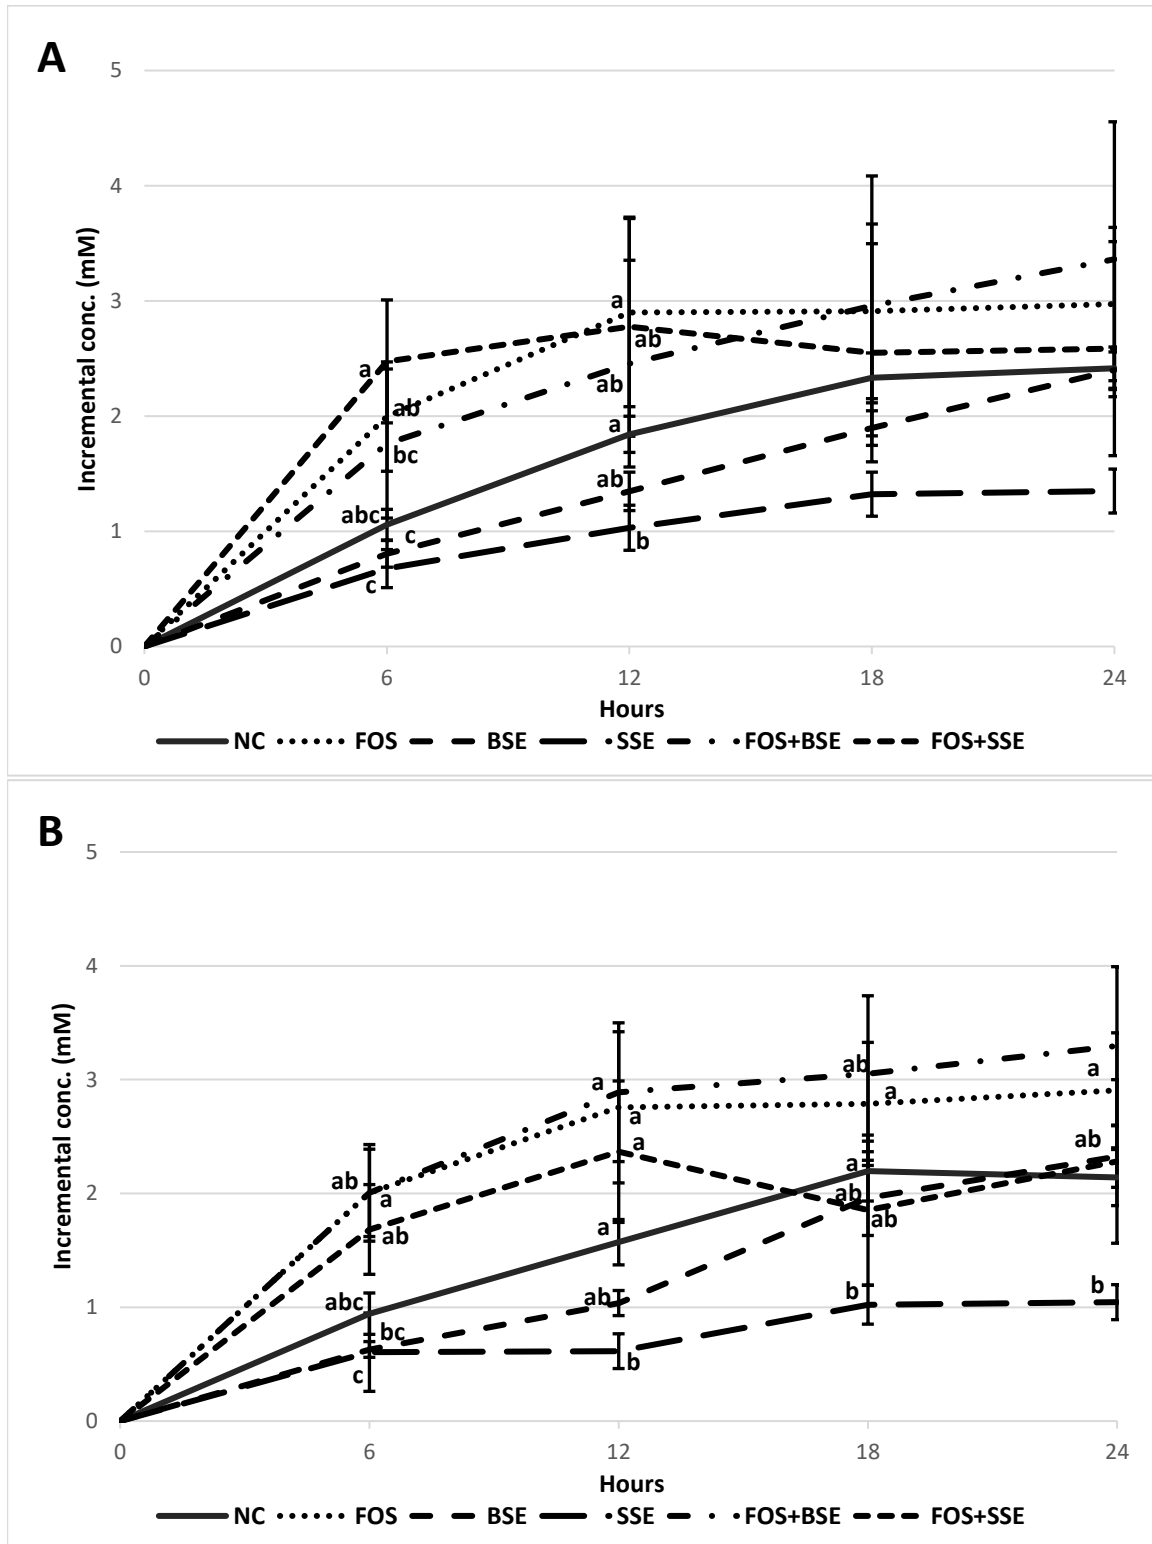 A
5
4
3
2
1
0
Incremental conc. (mM)
a
ab
bc
abc
c
c
a
ab
ab
a
ab
b
0 6 12 18 24
Hours
NC FOS BSE SSE FOS+BSE FOS+SSE
B
5
4
3
2
1
0
Incremental conc. (mM)
ab
a
ab
abc
bc
c
a
a
a
a
ab
b
ab
a
a
ab
ab
b
a
ab
b
0 6 12 18 24
Hours
NC FOS BSE SSE FOS+BSE FOS+SSE